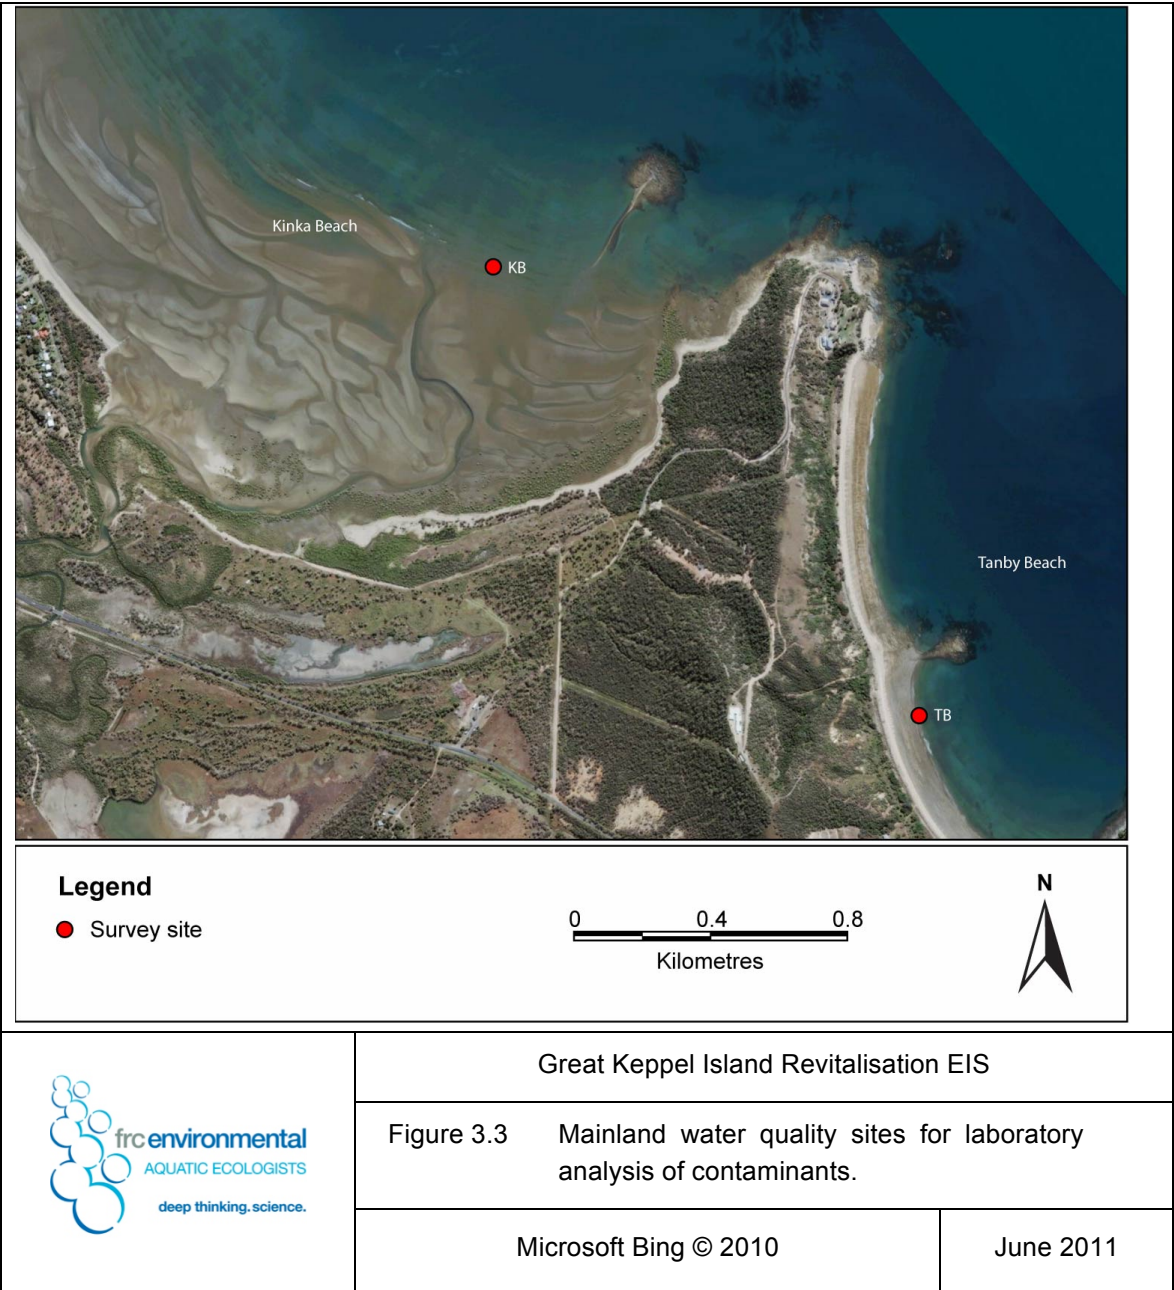 Kinka Beach
KB
Tanby Beach
TB
Legend
Survey site
0 0.4 0.8
Kilometres
N
Great Keppel Island Revitalisation EIS
frcenvironmental
AQUATIC ECOLOGISTS
deep thinking.science.
Figure 3.3 Mainland water quality sites for laboratory
analysis of contaminants.
Microsoft Bing © 2010
June 2011